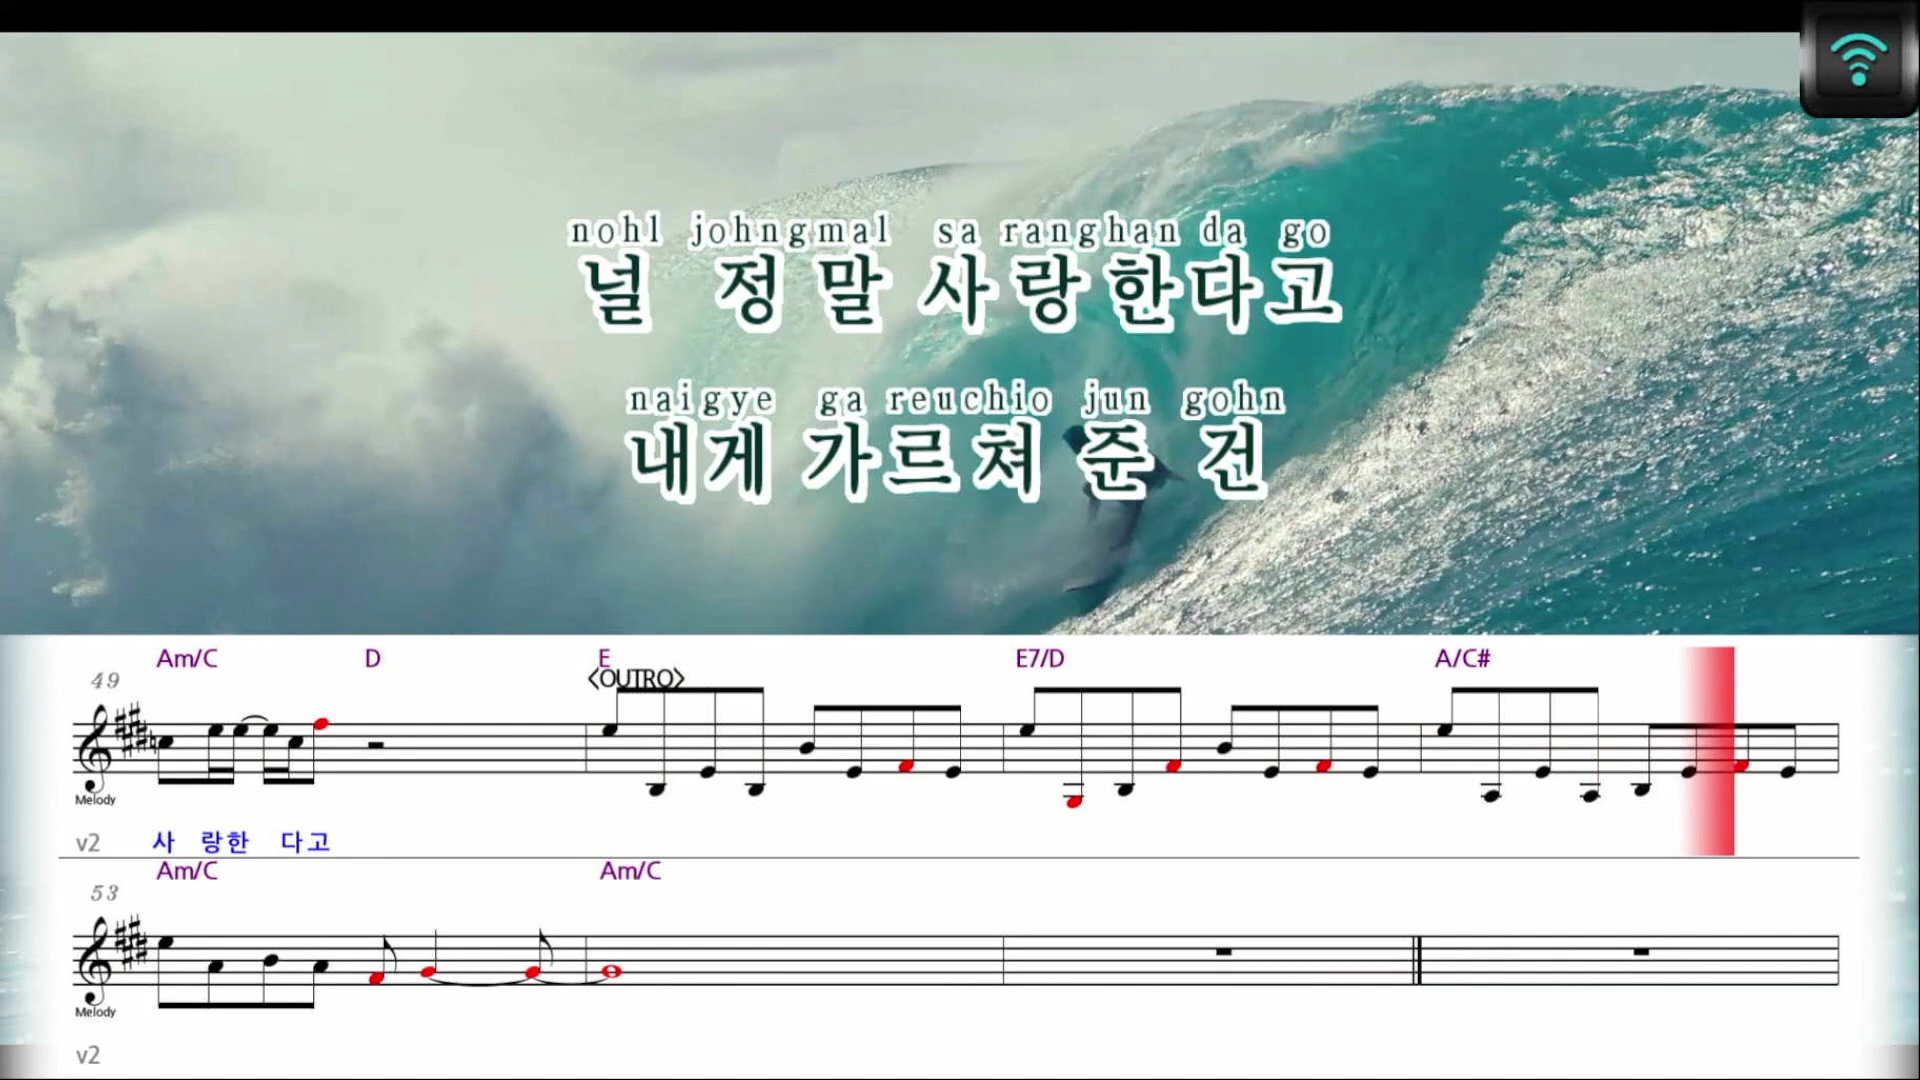 nohl johngmal sa ranghan da go
널 정말 사랑한다고
naigye ga reuchio jun gohn
내게 가르쳐 준 건
Am/C D E E7/D A/C#
<OUTRO>
49
Melody
v2 사 랑한 다고
Am/C Am/C
53
Melody
v2